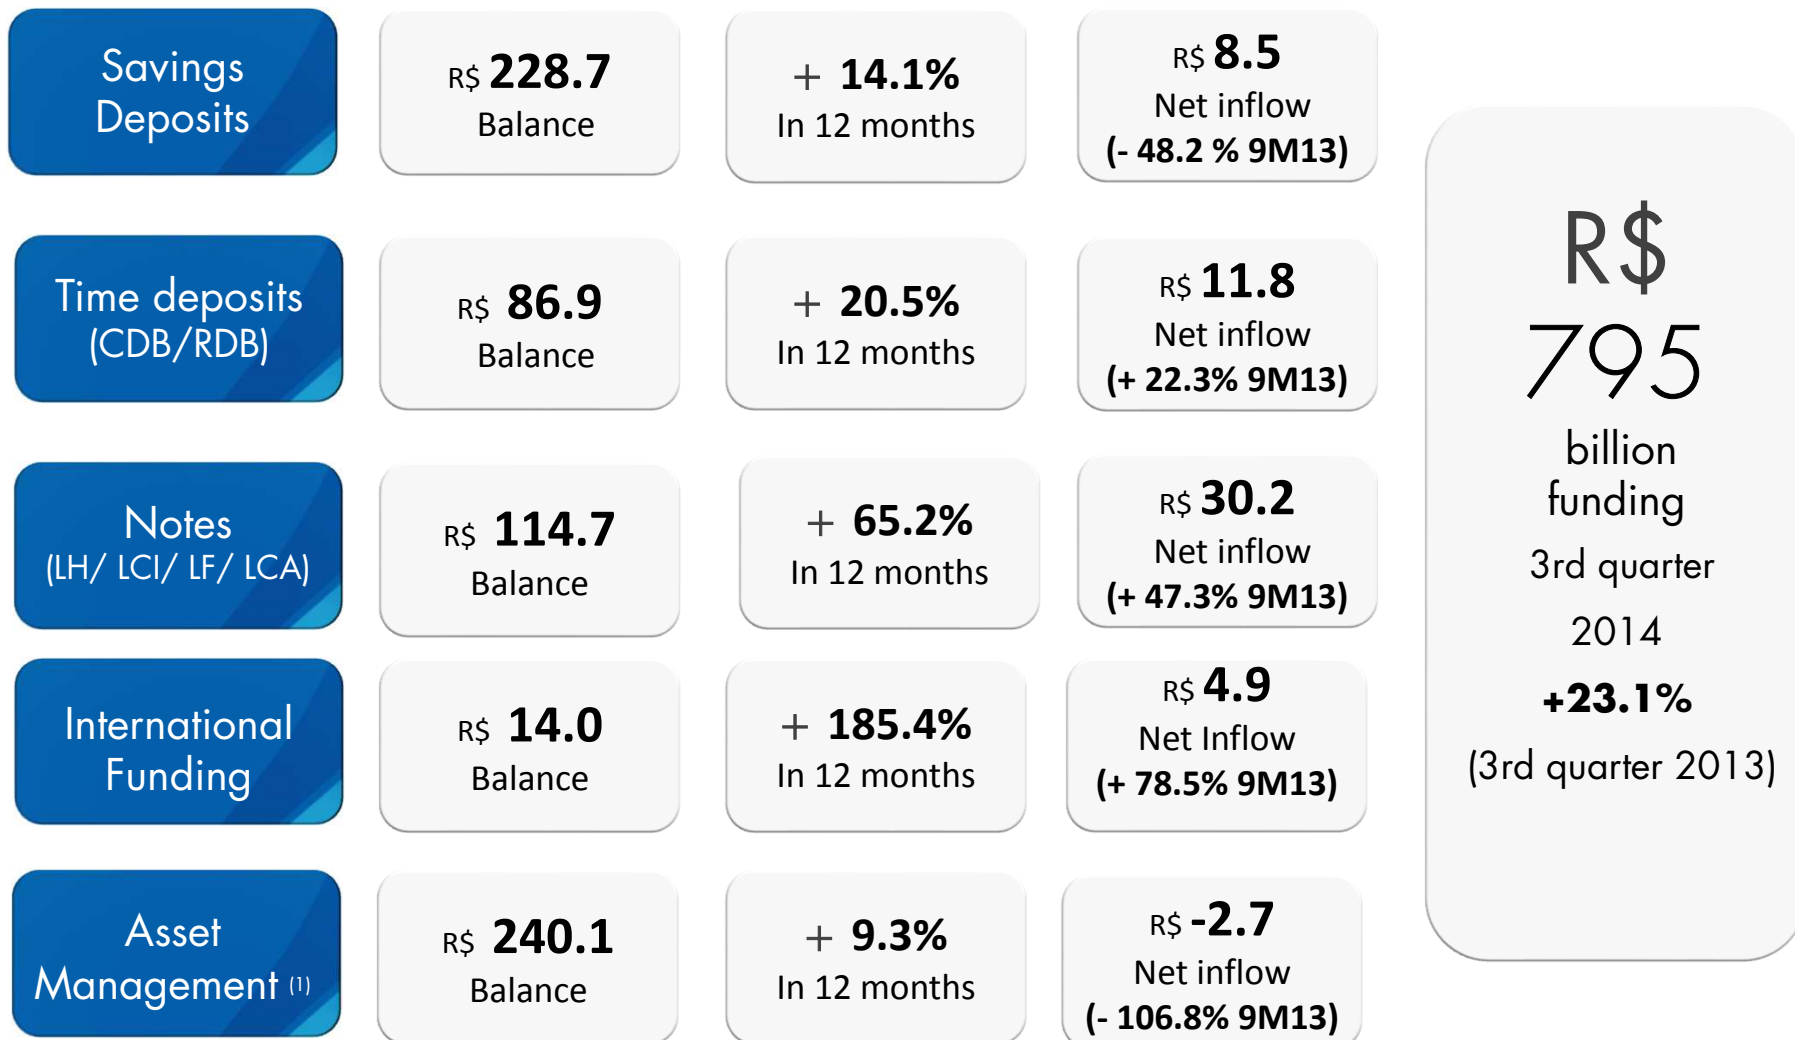 Savings
Deposits
R$ 228.7
Balance
+ 14.1%
In 12 months
R$ 8.5
Net inflow
(- 48.2 % 9M13)
Time deposits
(CDB/RDB)
R$ 86.9
Balance
+ 20.5%
In 12 months
R$ 11.8
Net inflow
(+ 22.3% 9M13)
Notes
(LH/ LCI/ LF/ LCA)
R$ 114.7
Balance
+ 65.2%
In 12 months
R$ 30.2
Net inflow
(+ 47.3% 9M13)
International
Funding
R$ 14.0
Balance
+ 185.4%
In 12 months
R$ 4.9
Net Inflow
(+ 78.5% 9M13)
Asset
Management (1)
R$ 240.1
Balance
+ 9.3%
In 12 months
R$ -2.7
Net inflow
(- 106.8% 9M13)
R$
795
billion
funding
3rd quarter
2014
+23.1%
(3rd quarter 2013)